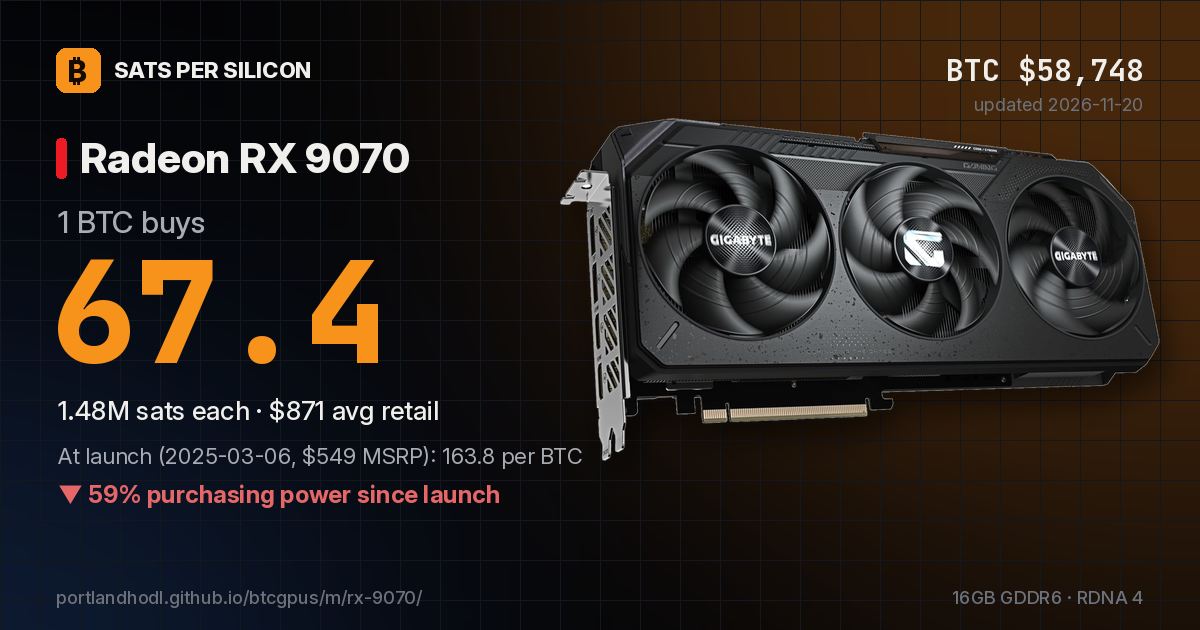 SATS PER SILICON
BTC $58,748
updated 2026-11-20
Radeon RX 9070
1 BTC buys
67.4
1.48M sats each · $871 avg retail
At launch (2025-03-06, $549 MSRP): 163.8 per BTC
▼ 59% purchasing power since launch
GIGABYTE
GIGABYTE
GAMING
portlandhodl.github.io/btcgpus/m/rx-9070/
16GB GDDR6 · RDNA 4